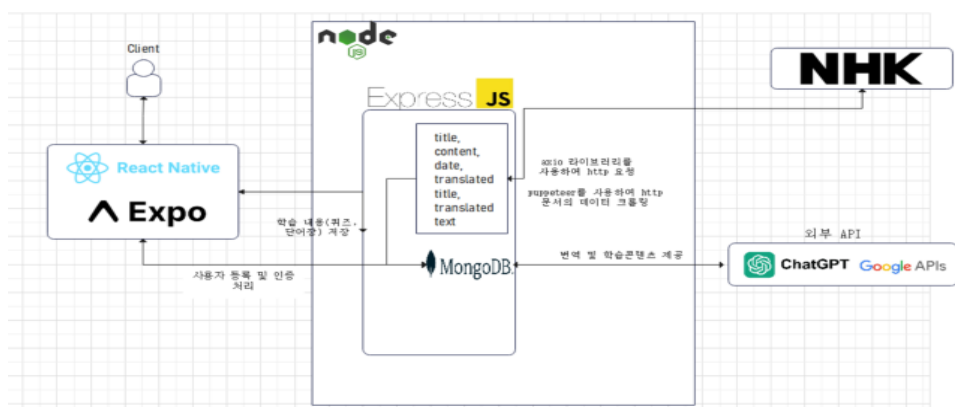 node
JS
Client
NHK
Express JS
title,
content,
date,
translated
title,
translated
text
React Native
Expo
axio 라이브러리를
사용하여 http 요청
puppeteer를 사용하여 http
문서의 데이터 크롤링
학습 내용(퀴즈,
단어장) 저장
외부 API
MongoDB.
번역 및 학습콘텐츠 제공
ChatGPT Google APIs
사용자 등록 및 인증
처리